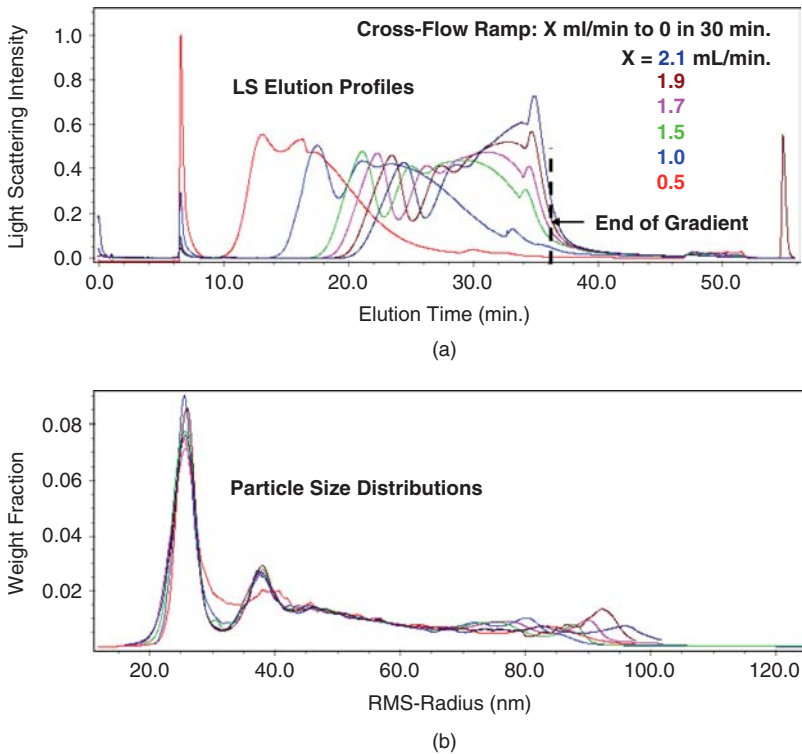 Cross-Flow Ramp: X ml/min to 0 in 30 min.
X = 2.1 mL/min.
1.9
1.7
1.5
1.0
0.5
LS Elution Profiles
End of Gradient
Light Scattering Intensity
1.0
0.8
0.6
0.4
0.2
0.0
0.0 10.0 20.0 30.0 40.0 50.0
Elution Time (min.)
(a)
Particle Size Distributions
Weight Fraction
0.08
0.06
0.04
0.02
20.0 40.0 60.0 80.0 100.0 120.0
RMS-Radius (nm)
(b)